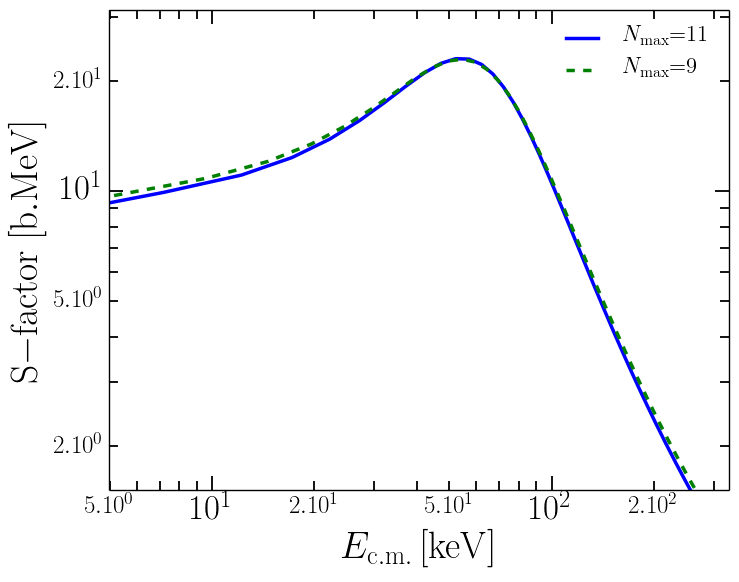 N_max=11
N_max=9
S−factor [b.MeV]
2.10^1
10^1
5.10^0
2.10^0
5.10^0 10^1 2.10^1 5.10^1 10^2 2.10^2
E_c.m. [keV]